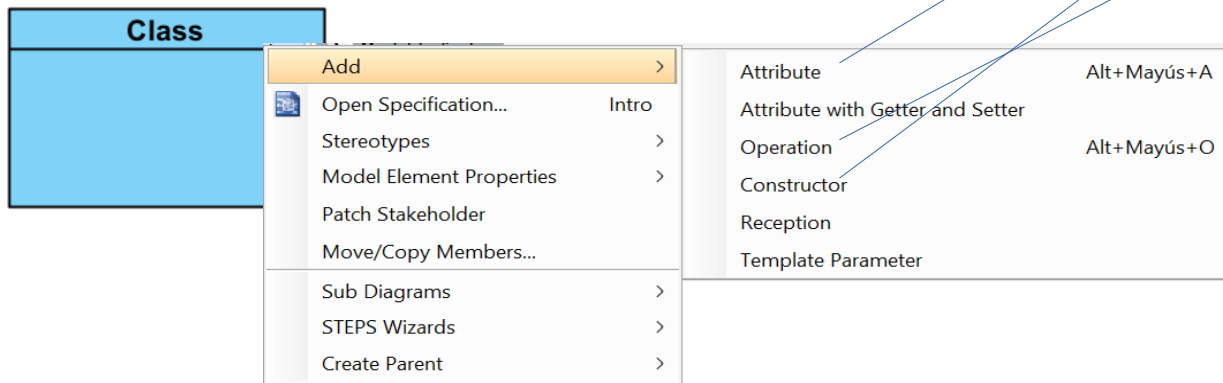 Class
Add
Open Specification... Intro
Stereotypes
Model Element Properties
Patch Stakeholder
Move/Copy Members...
Sub Diagrams
STEPS Wizards
Create Parent
Attribute Alt+Mayús+A
Attribute with Getter and Setter
Operation Alt+Mayús+O
Constructor
Reception
Template Parameter